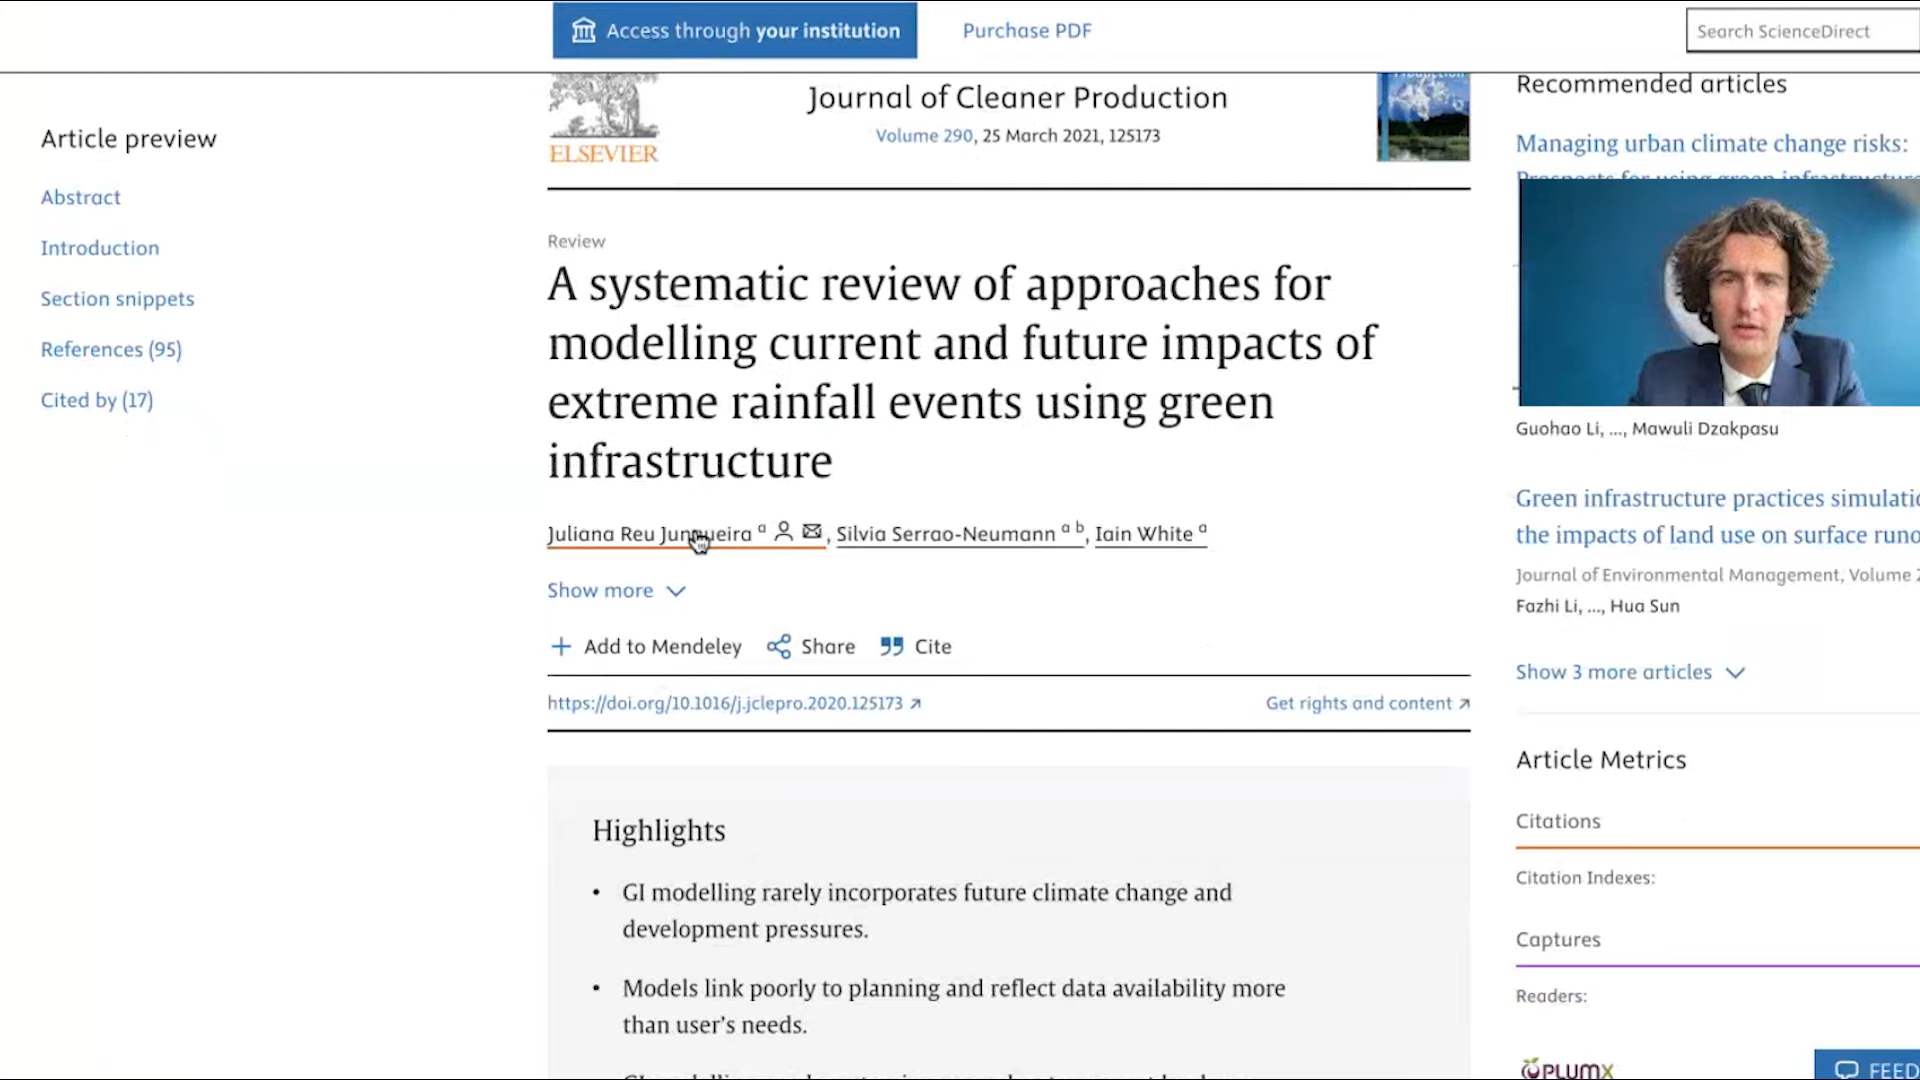 Access through your institution
Purchase PDF
Search ScienceDirect
Article preview
Abstract
Introduction
Section snippets
References (95)
Cited by (17)
ELSEVIER
Journal of Cleaner Production
Volume 290, 25 March 2021, 125173
Review
A systematic review of approaches for
modelling current and future impacts of
extreme rainfall events using green
infrastructure
Juliana Reu Junqueira a, Silvia Serrao-Neumann a b, Iain White a
Show more
Add to Mendeley
Share
Cite
https://doi.org/10.1016/j.jclepro.2020.125173
Get rights and content
Highlights
• GI modelling rarely incorporates future climate change and
development pressures.
• Models link poorly to planning and reflect data availability more
than user's needs.
Recommended articles
Managing urban climate change risks:
Prospects for using green infrastructure
Guohao Li, ..., Mawuli Dzakpasu
Green infrastructure practices
the impacts of land use on surface
Journal of Environmental Management, Volume
Fazhi Li, ..., Hua Sun
Show 3 more articles
Article Metrics
Citations
Citation Indexes:
Captures
Readers:
PLUMX
FEED